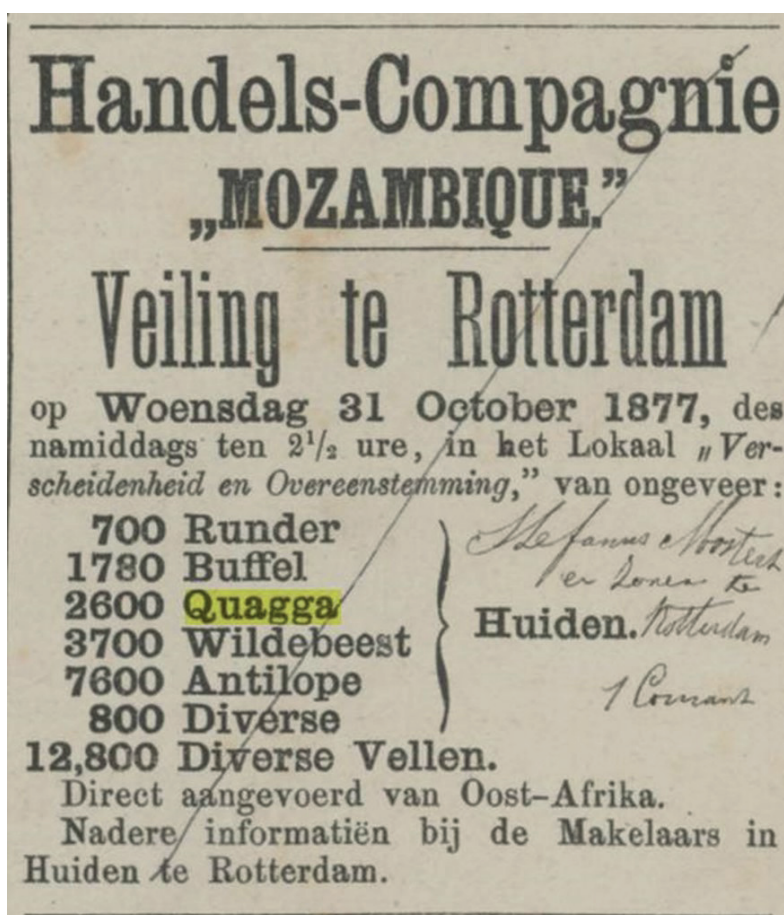 Handels-Compagnie
„MOZAMBIQUE.”
Veiling te Rotterdam
op Woensdag 31 October 1877, des
namiddags ten 2½ ure, in het Lokaal „Ver-
scheidenheid en Overeenstemming,” van ongeveer:
700 Runder
1780 Buffel
2600 Quagga
3700 Wildebeest
7600 Antilope
800 Diverse
Huiden.
Stefanus Mostert
en Zonen te
Rotterdam
1 Courant
12,800 Diverse Vellen.
Direct aangevoerd van Oost-Afrika.
Nadere informatiën bij de Makelaars in
Huiden te Rotterdam.